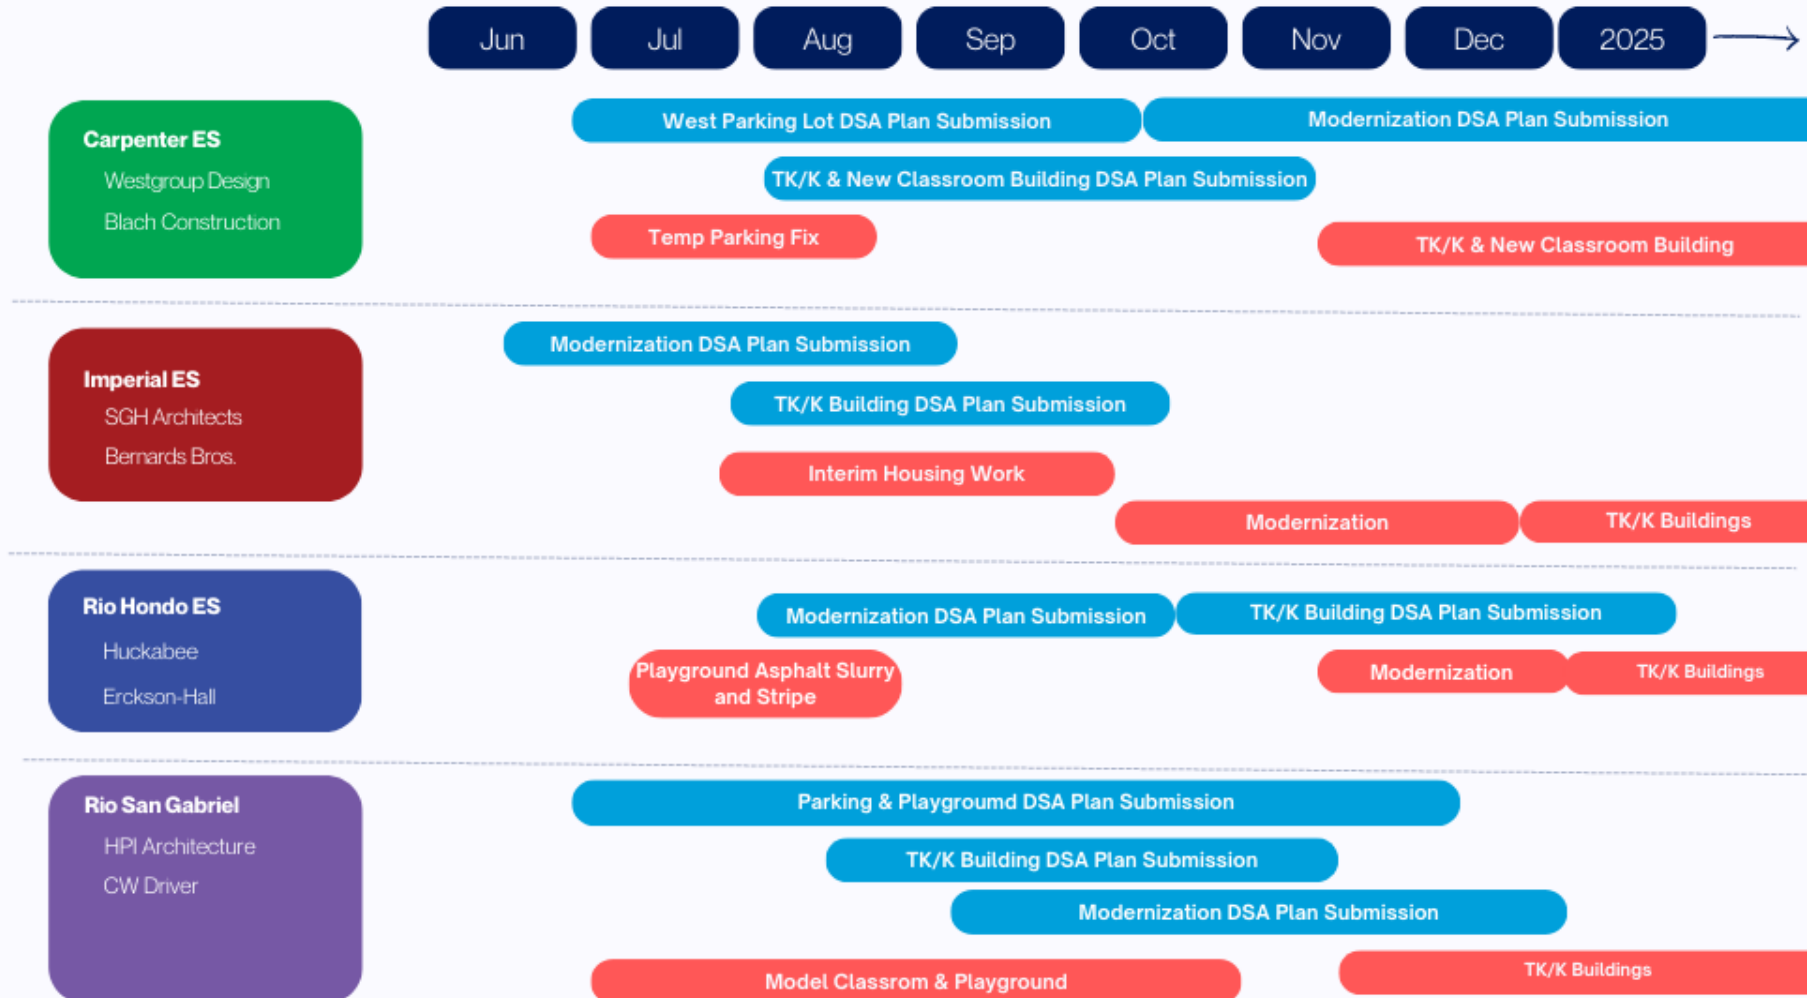 Jun Jul Aug Sep Oct Nov Dec 2025
Carpenter ES
Westgroup Design
Blach Construction
West Parking Lot DSA Plan Submission
Modernization DSA Plan Submission
TK/K & New Classroom Building DSA Plan Submission
Temp Parking Fix
TK/K & New Classroom Building
Imperial ES
SGH Architects
Bernards Bros.
Modernization DSA Plan Submission
TK/K Building DSA Plan Submission
Interim Housing Work
Modernization
TK/K Buildings
Rio Hondo ES
Huckabee
Erckson-Hall
Modernization DSA Plan Submission
TK/K Building DSA Plan Submission
Playground Asphalt Slurry
and Stripe
Modernization
TK/K Buildings
Rio San Gabriel
HPI Architecture
CW Driver
Parking & Playgroumd DSA Plan Submission
TK/K Building DSA Plan Submission
Modernization DSA Plan Submission
TK/K Buildings
Model Classrom & Playground